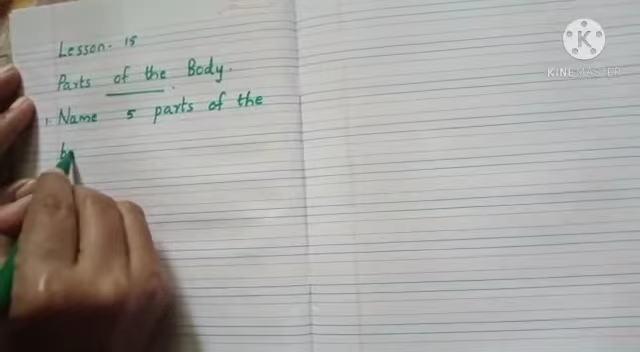 Lesson- 15
Parts of the Body.
1. Name 5 parts of the
b
K
KINEMASTER